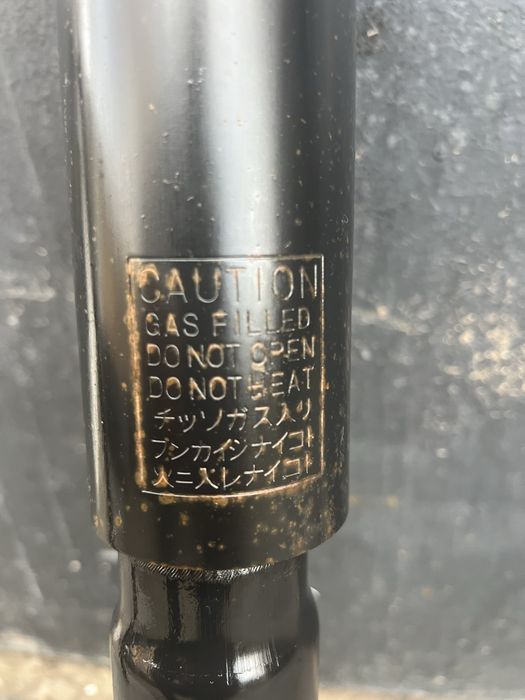 CAUTION
GAS FILLED
DO NOT OPEN
DO NOT HEAT
チッソガス入リ
ブンカイシナイコト
火ニ入レナイコト